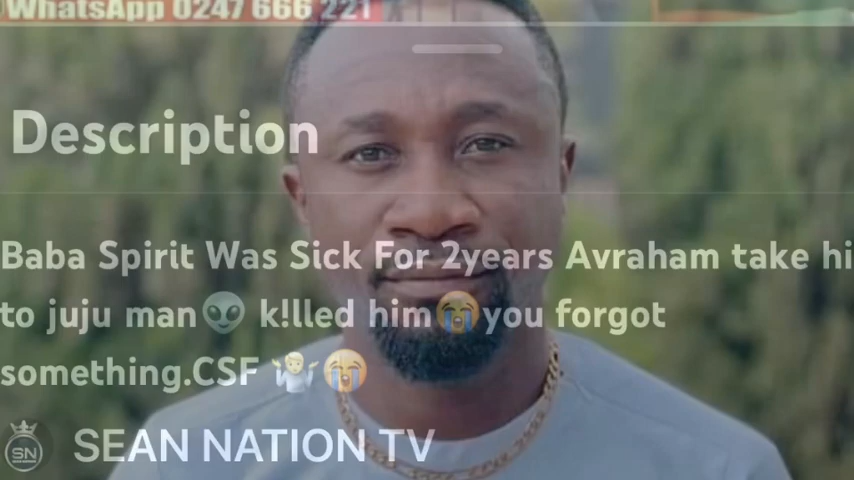 WhatsApp 0247 666 221
Description
Baba Spirit Was Sick For 2years Avraham take hi
to juju man👽 k!lled him😭you forgot
something.CSF 🤷😭
SN
SEAN NATION TV